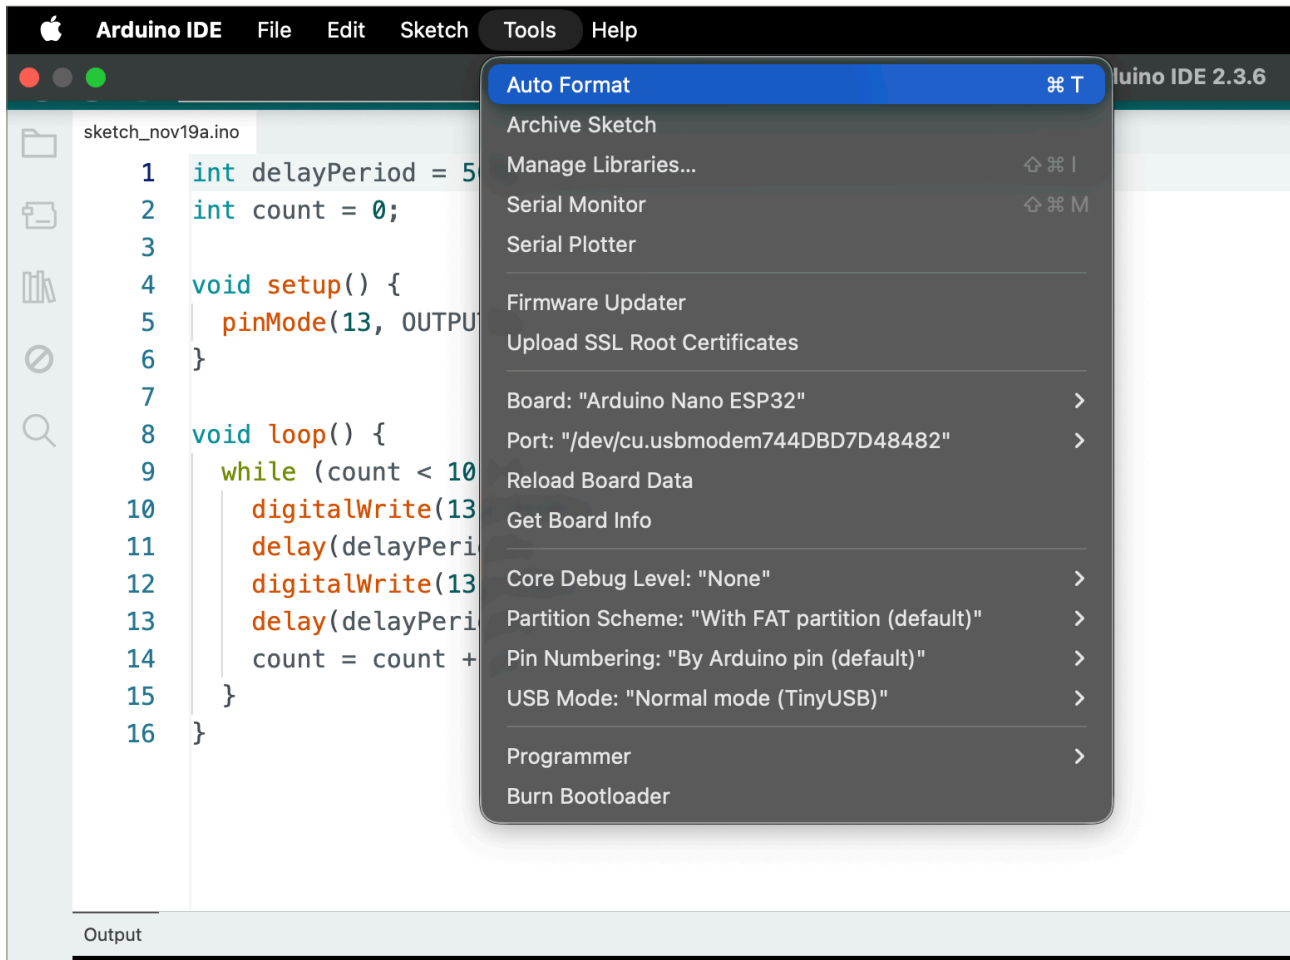 Arduino IDE File Edit Sketch Tools Help
duino IDE 2.3.6
Auto Format ⌘ T
Archive Sketch
Manage Libraries... ⇧ ⌘ I
Serial Monitor ⇧ ⌘ M
Serial Plotter
Firmware Updater
Upload SSL Root Certificates
Board: "Arduino Nano ESP32"
Port: "/dev/cu.usbmodem744DBD7D48482"
Reload Board Data
Get Board Info
Core Debug Level: "None"
Partition Scheme: "With FAT partition (default)"
Pin Numbering: "By Arduino pin (default)"
USB Mode: "Normal mode (TinyUSB)"
Programmer
Burn Bootloader
sketch_nov19a.ino
1 int delayPeriod = 5
2 int count = 0;
3
4 void setup() {
5 pinMode(13, OUTPU
6 }
7
8 void loop() {
9 while (count < 10
10 digitalWrite(13
11 delay(delayPeri
12 digitalWrite(13
13 delay(delayPeri
14 count = count +
15 }
16 }
Output